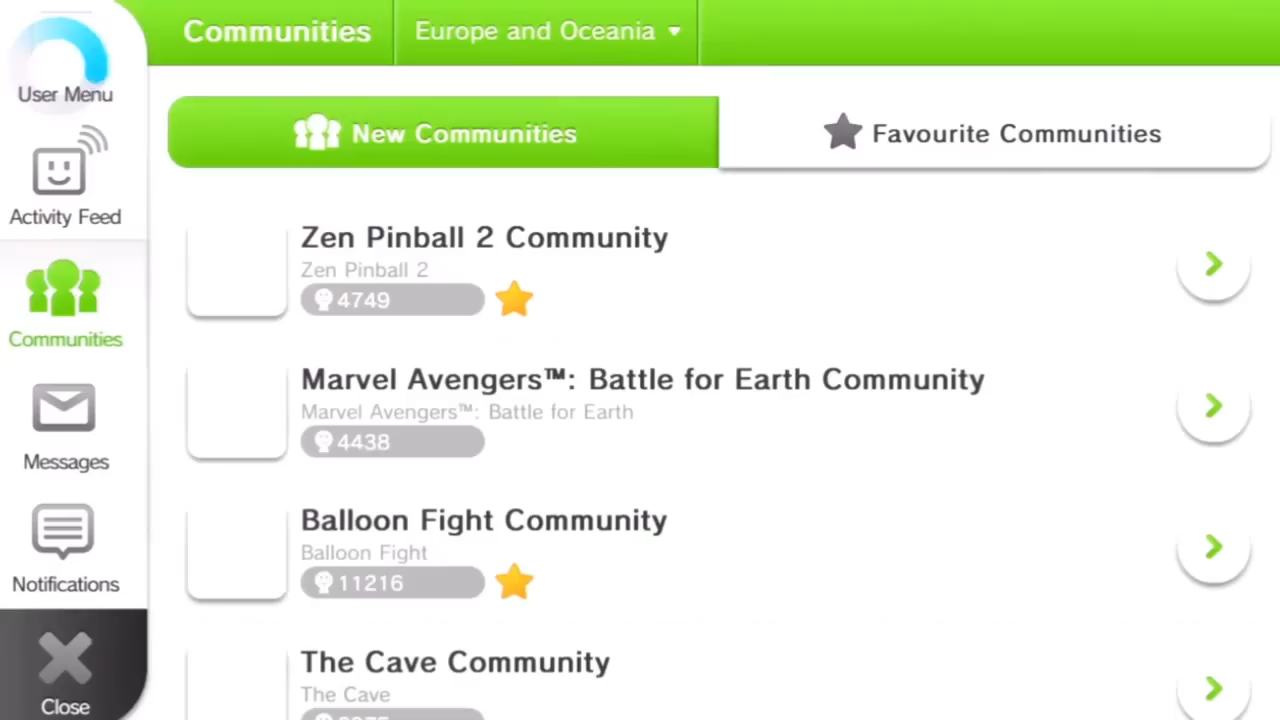 Communities
Europe and Oceania
User Menu
Activity Feed
Communities
Messages
Notifications
Close
New Communities
Favourite Communities
Zen Pinball 2 Community
Zen Pinball 2
4749
Marvel Avengers™: Battle for Earth Community
Marvel Avengers™: Battle for Earth
4438
Balloon Fight Community
Balloon Fight
11216
The Cave Community
The Cave